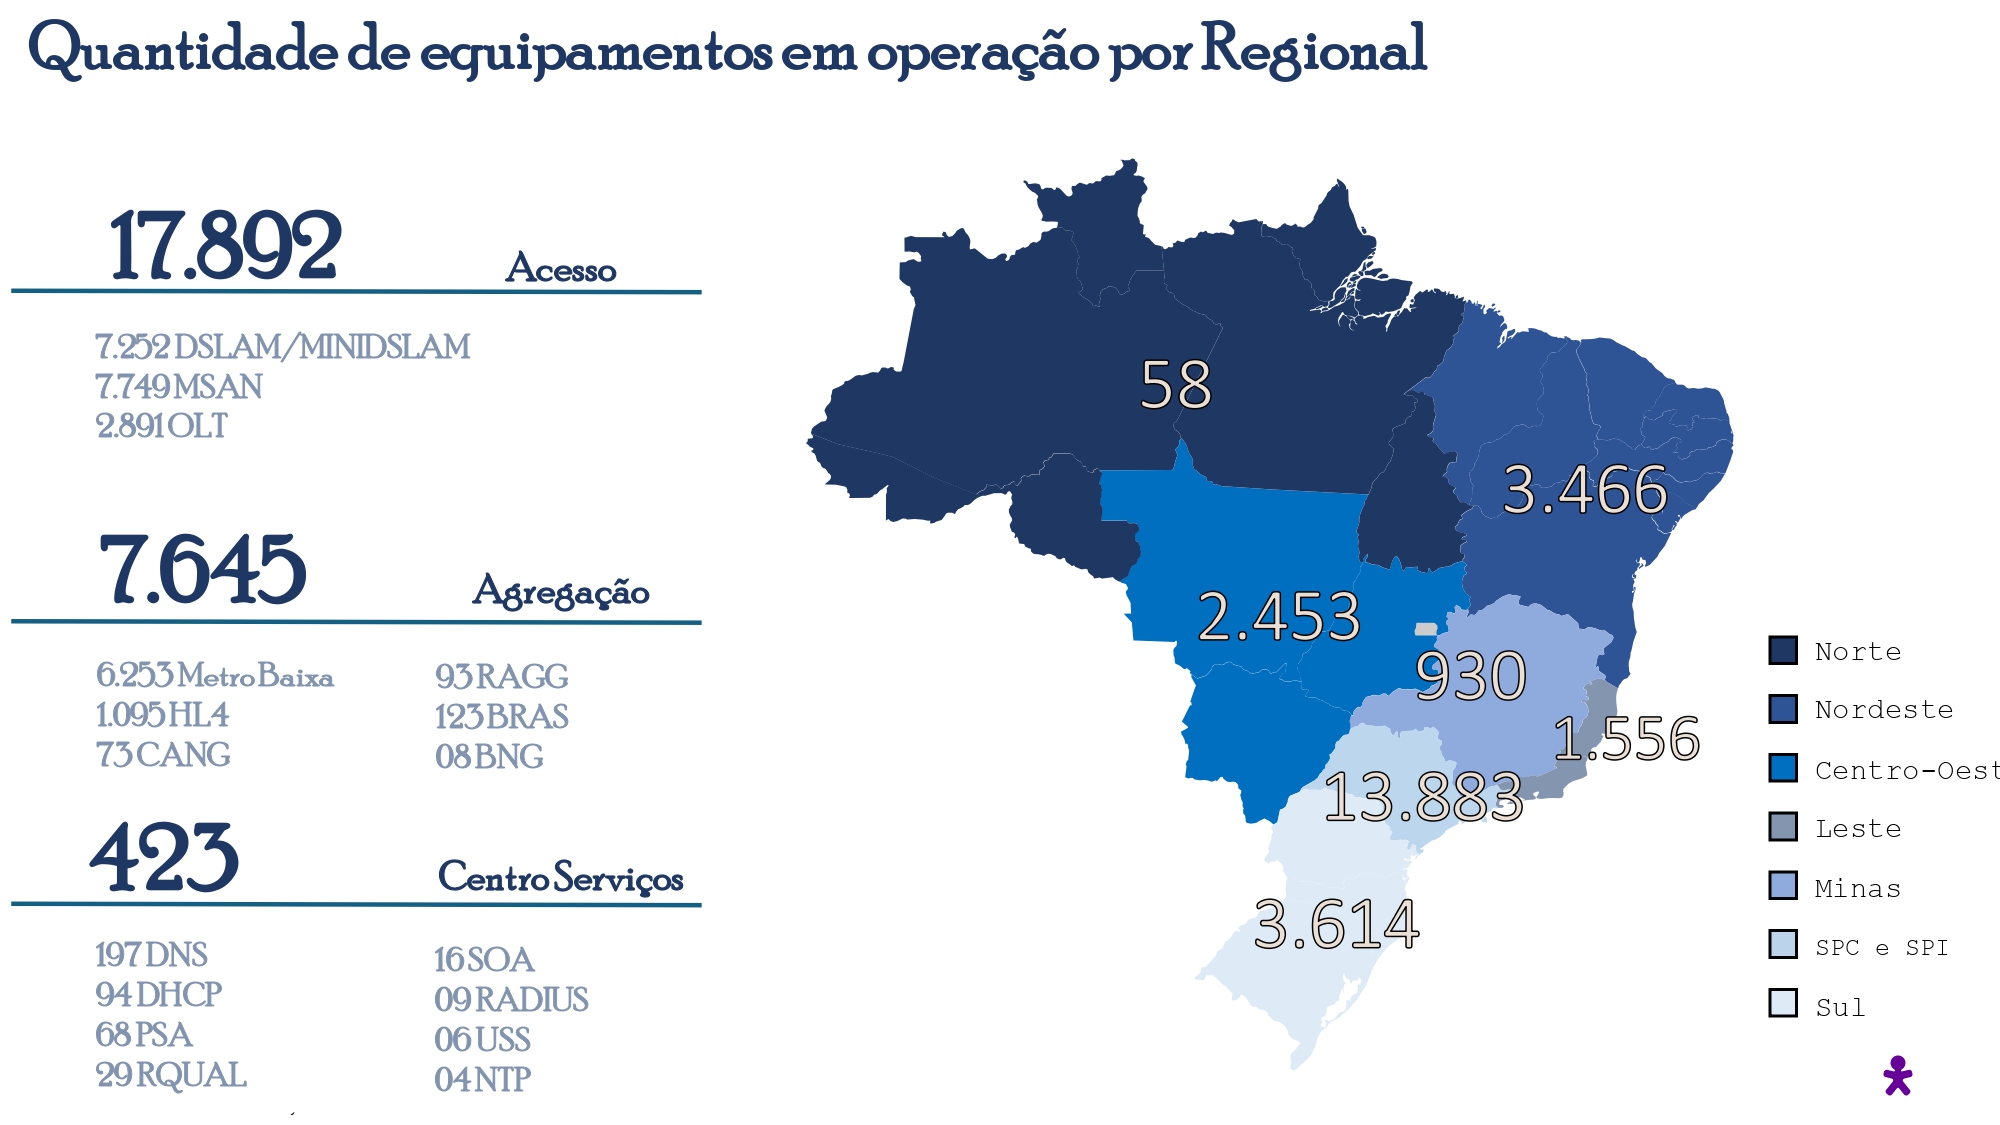 Quantidade de equipamentos em operação por Regional
17.892 Acesso
7.252 DSLAM/MINIDSLAM
7.749 MSAN
2.891 OLT
7.645 Agregação
6.253 Metro Baixa
1.095 HL4
73 CANG
93 RAGG
123 BRAS
08 BNG
423 Centro Serviços
197 DNS
94 DHCP
68 PSA
29 RQUAL
16 SOA
09 RADIUS
06 USS
04 NTP
58
3.466
2.453
930
1.556
13.883
3.614
Norte
Nordeste
Centro-Oest
Leste
Minas
SPC e SPI
Sul